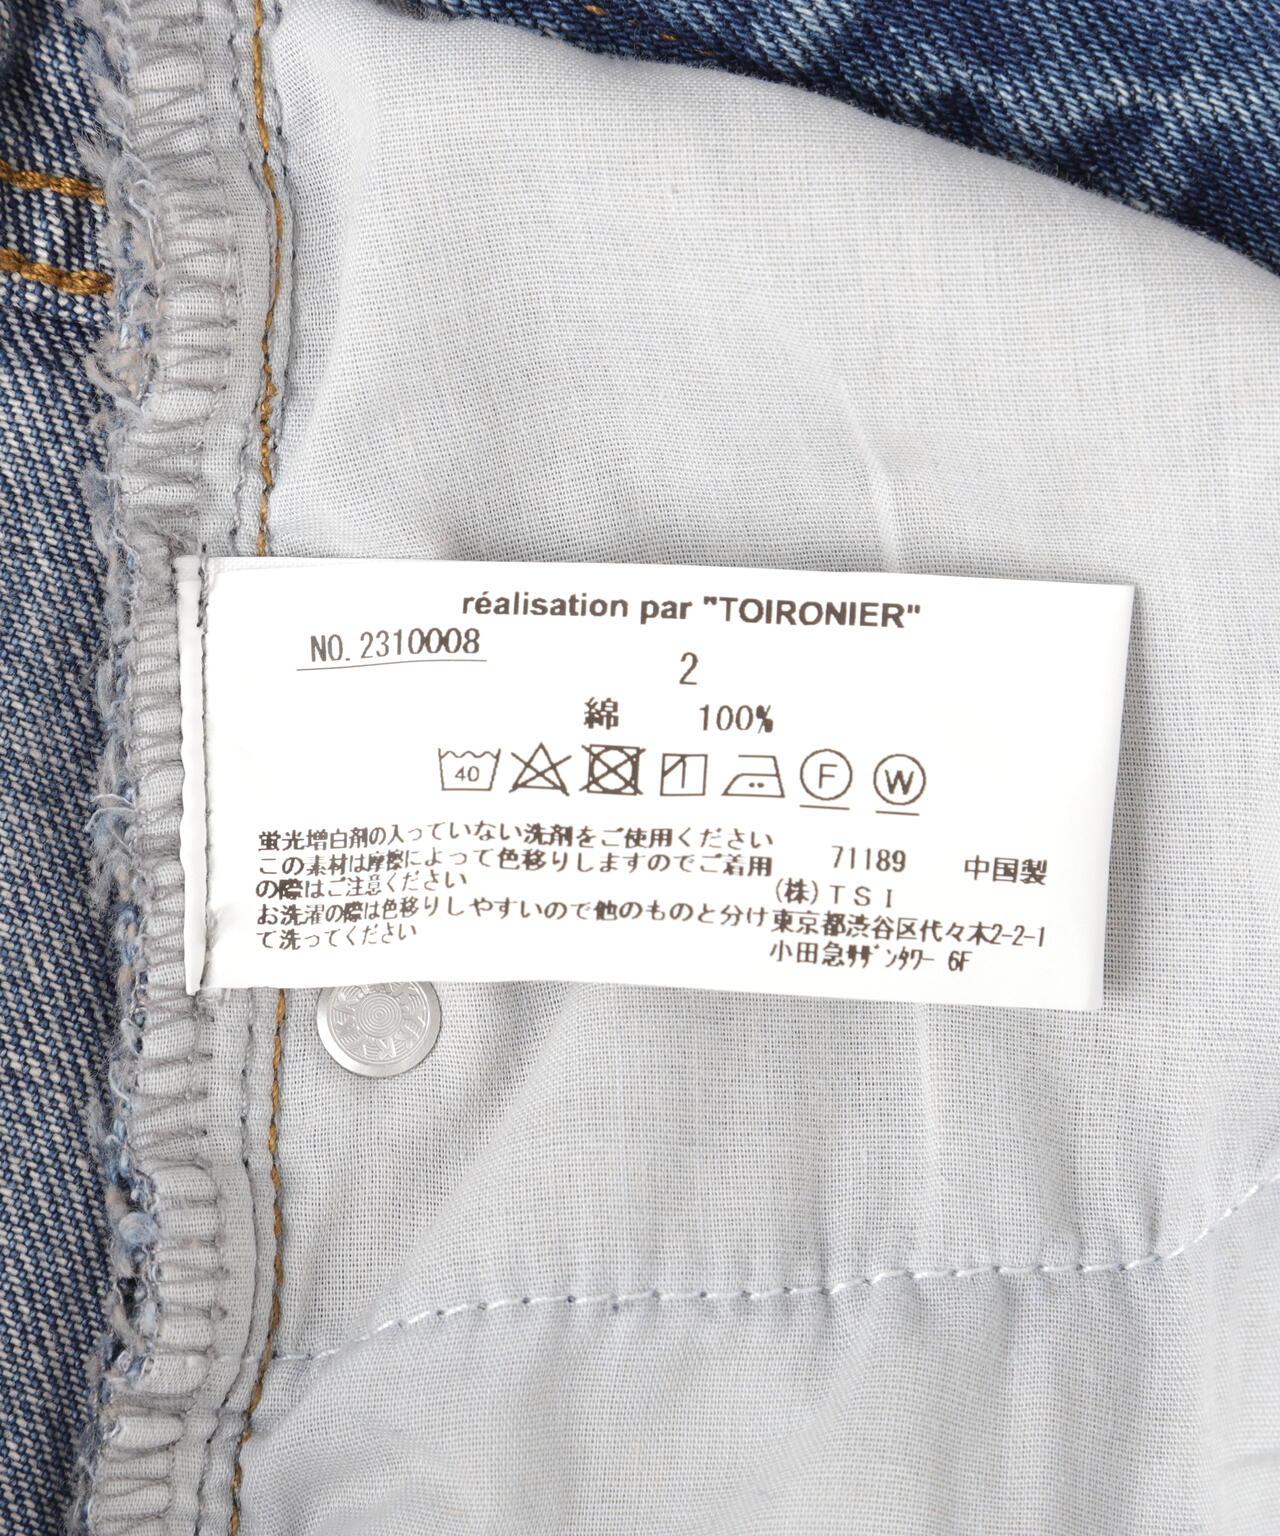 réalisation par "TOIRONIER"
NO. 2310008
2
綿 100%
40 F W
蛍光増白剤の入っていない洗剤をご使用ください
この素材は摩擦によって色移りしますのでご着用
の際はご注意ください
お洗濯の際は色移りしやすいので他のものと分け
て洗ってください
71189 中国製
(株)TSI
東京都渋谷区代々木2-2-1
小田急ｻｻﾞﾝﾀﾜｰ 6F